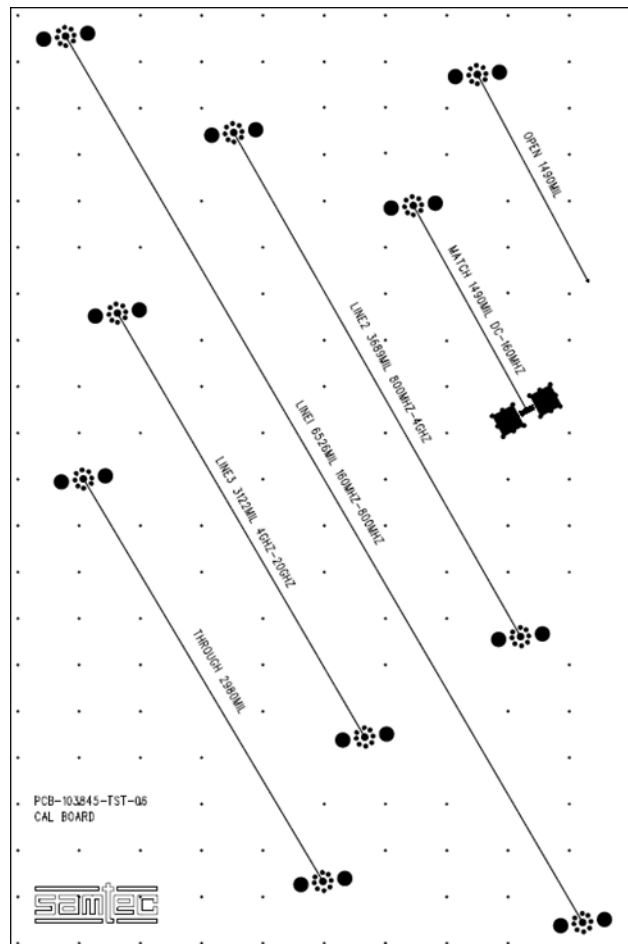 OPEN 1490MIL
MATCH 1490MIL DC-160MHZ
LINE2 3689MIL 800MHZ-4GHZ
LINE1 6526MIL 160MHZ-800MHZ
LINE3 3122MIL 4GHZ-20GHZ
THROUGH 2980MIL
PCB-103845-TST-06
CAL BOARD
samtec